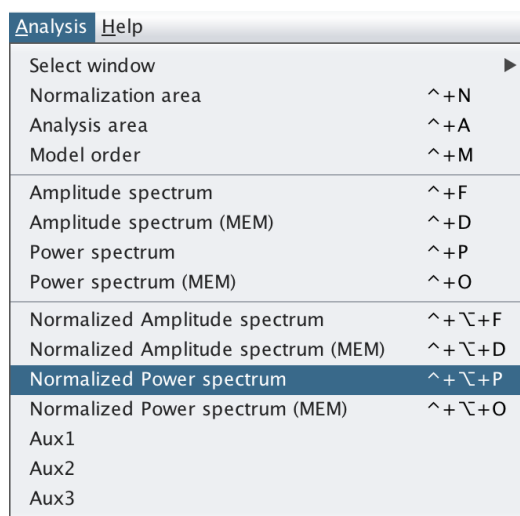 Analysis Help
Select window ▶
Normalization area ^+N
Analysis area ^+A
Model order ^+M
Amplitude spectrum ^+F
Amplitude spectrum (MEM) ^+D
Power spectrum ^+P
Power spectrum (MEM) ^+O
Normalized Amplitude spectrum ^+⌥+F
Normalized Amplitude spectrum (MEM) ^+⌥+D
Normalized Power spectrum ^+⌥+P
Normalized Power spectrum (MEM) ^+⌥+O
Aux1
Aux2
Aux3